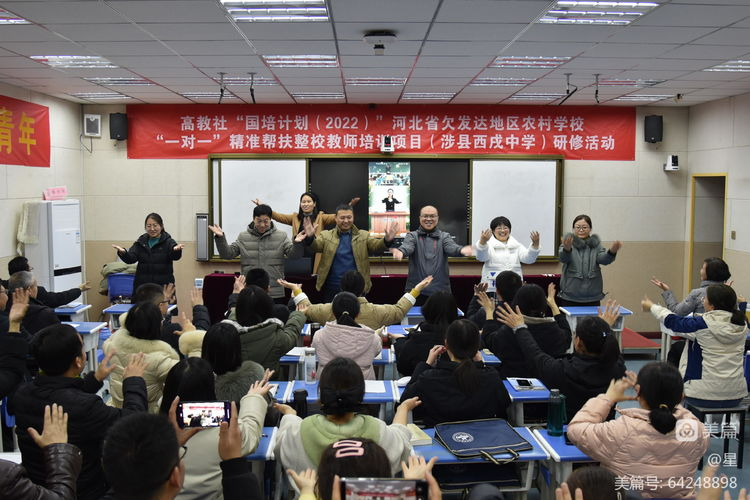 高教社“国培计划（2022）”河北省欠发达地区农村学校
“一对一”精准帮扶整校教师培训项目（涉县西戌中学）研修活动
青年
美篇
美篇号: 64248898
@星